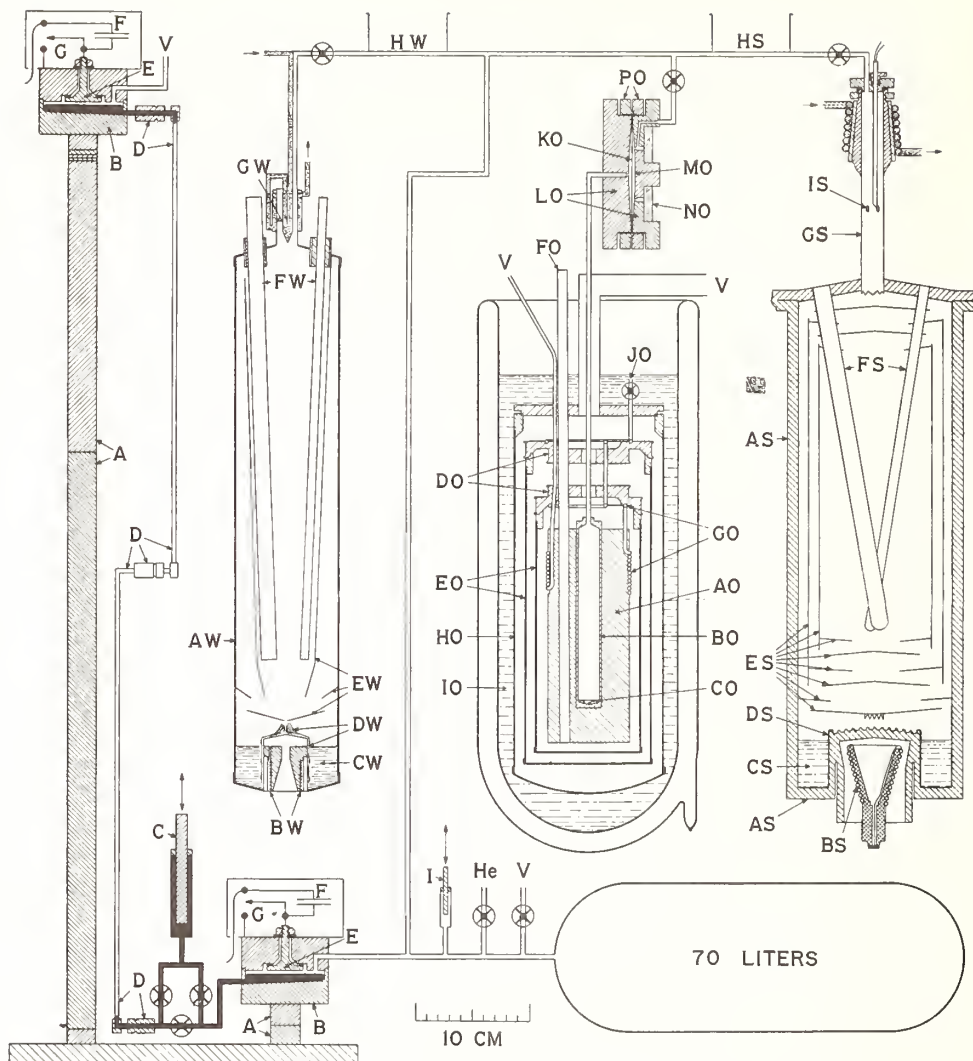 F
V
G
E
D
B
HW
HS
GW
PO
KO
MO
LO
NO
IS
GS
FW
FO
V
V
JO
FS
AS
A
DO
GO
D
EO
AO
AW
HO
BO
IO
CO
ES
EW
DW
DS
CW
CS
C
BW
AS
BS
I
He
V
F
G
E
70 LITERS
D
A
B
10 CM